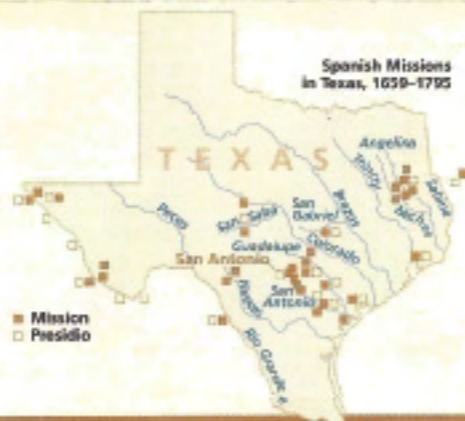 Spanish Missions
in Texas, 1659–1795
TEXAS
Angelina
Trinity
Neches
Sabine
Brazos
San
Gabriel
Pecos
San Saba
Colorado
Guadalupe
San Antonio
San
Antonio
Nueces
Rio Grande
Mission
Presidio